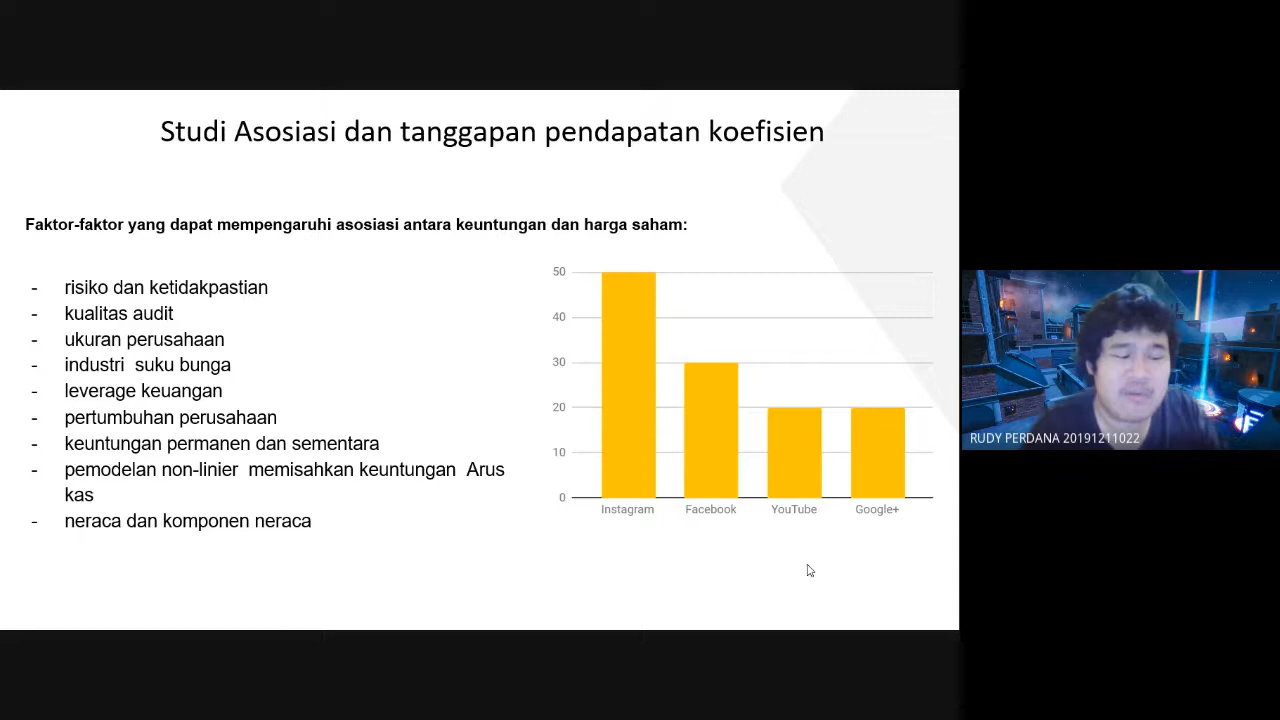 Studi Asosiasi dan tanggapan pendapatan koefisien
Faktor-faktor yang dapat mempengaruhi asosiasi antara keuntungan dan harga saham:
- risiko dan ketidakpastian
- kualitas audit
- ukuran perusahaan
- industri suku bunga
- leverage keuangan
- pertumbuhan perusahaan
- keuntungan permanen dan sementara
- pemodelan non-linier memisahkan keuntungan Arus
kas
- neraca dan komponen neraca
50
40
30
20
10
0
Instagram Facebook YouTube Google+
RUDY PERDANA 20191211022